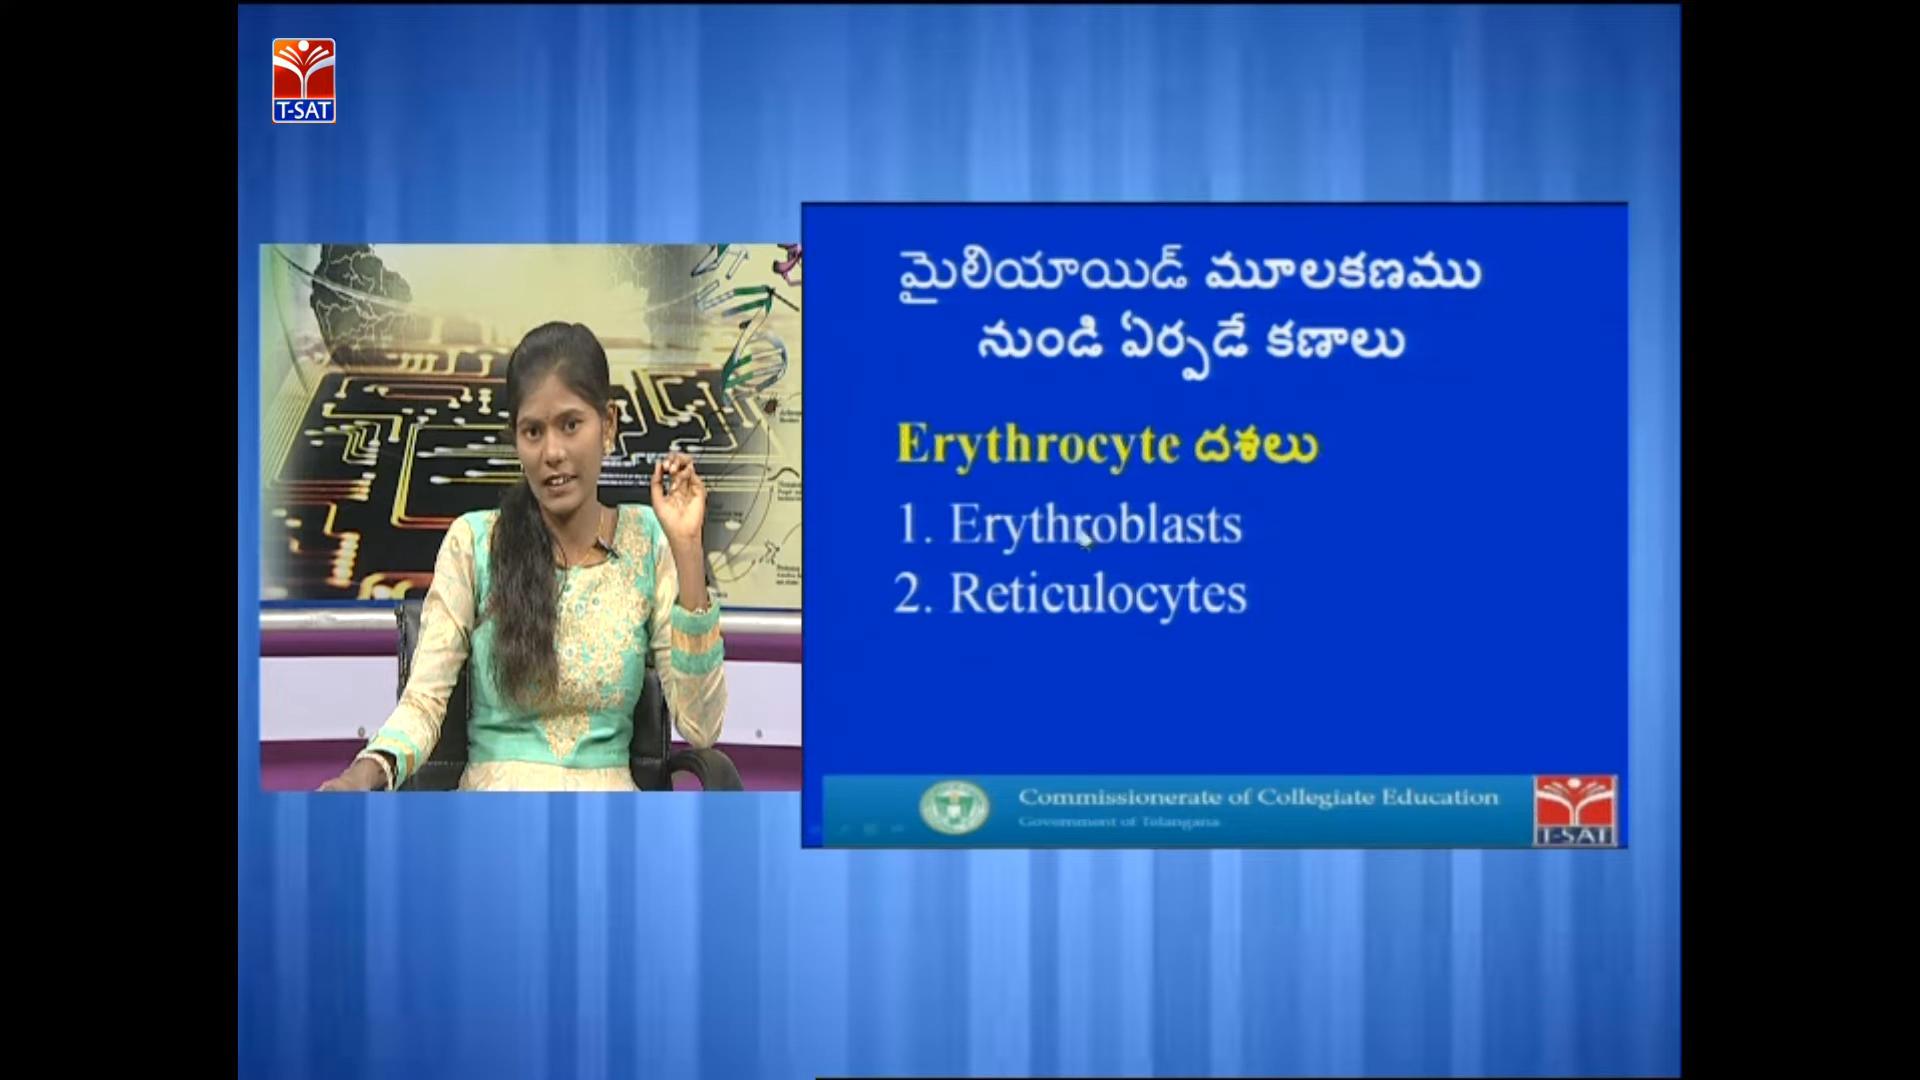 T-SAT
మైలియాయిడ్ మూలకణము
నుండి ఏర్పడే కణాలు
Erythrocyte దశలు
1. Erythroblasts
2. Reticulocytes
Commissionerate of Collegiate Education
Government of Telangana
T-SAT